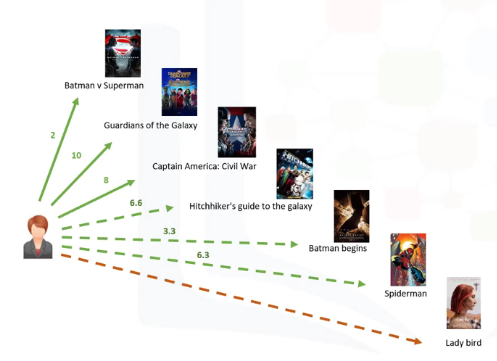 Batman v Superman
2
Guardians of the Galaxy
10
Captain America: Civil War
8
6.6
Hitchhiker's guide to the galaxy
3.3
Batman begins
6.3
Spiderman
Lady bird